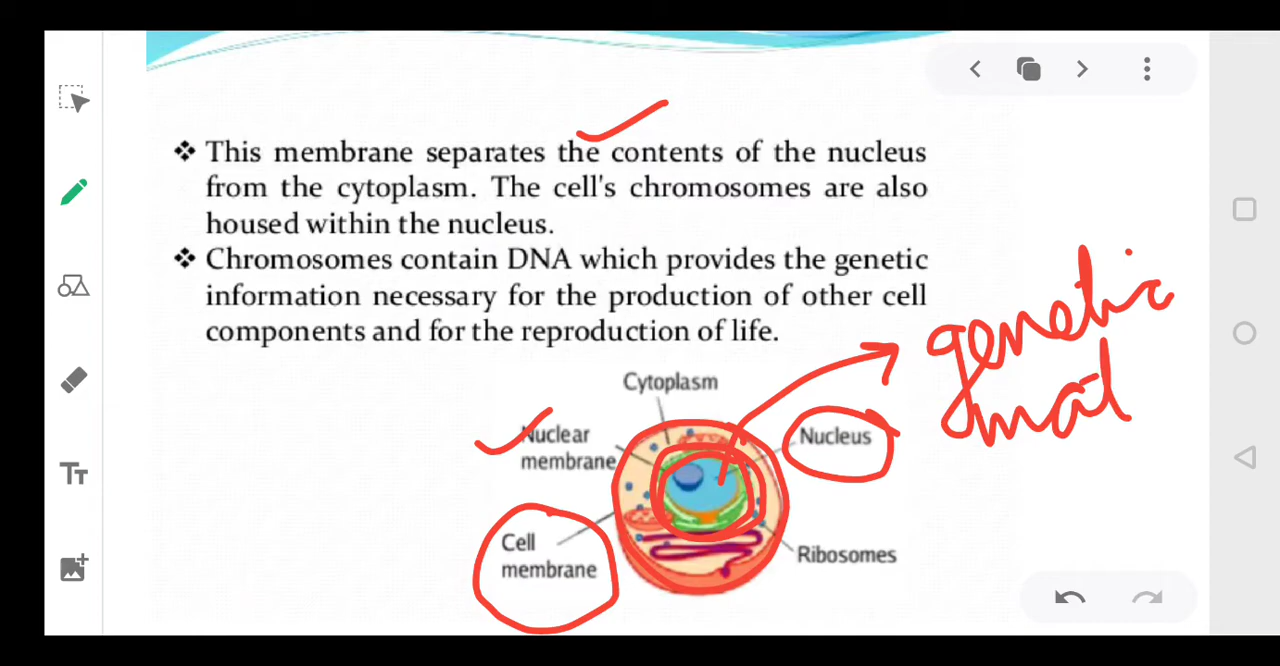 ❖ This membrane separates the contents of the nucleus
from the cytoplasm. The cell's chromosomes are also
housed within the nucleus.
❖ Chromosomes contain DNA which provides the genetic
information necessary for the production of other cell
components and for the reproduction of life.
genetic
mat
Cytoplasm
Nuclear
membrane
Nucleus
Cell
membrane
Ribosomes
TT